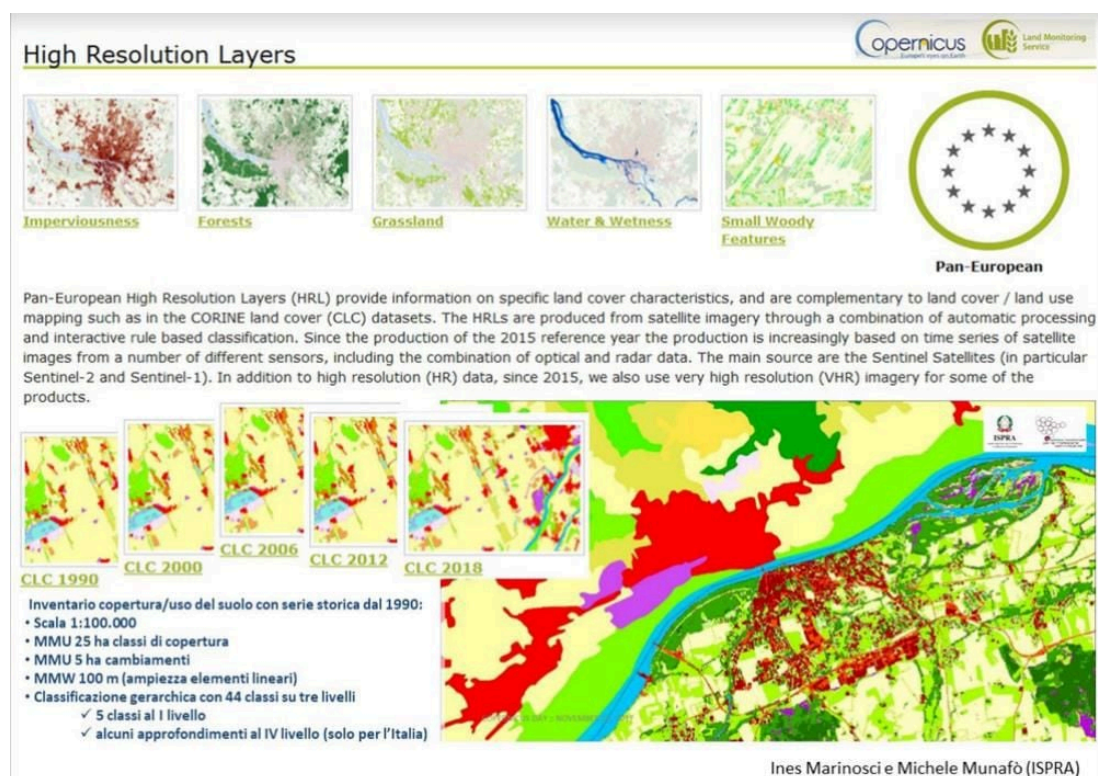 High Resolution Layers
Copernicus
Europe's eyes on Earth
Land Monitoring
Service
Imperviousness
Forests
Grassland
Water & Wetness
Small Woody
Features
Pan-European
Pan-European High Resolution Layers (HRL) provide information on specific land cover characteristics, and are complementary to land cover / land use
mapping such as in the CORINE land cover (CLC) datasets. The HRLs are produced from satellite imagery through a combination of automatic processing
and interactive rule based classification. Since the production of the 2015 reference year the production is increasingly based on time series of satellite
images from a number of different sensors, including the combination of optical and radar data. The main source are the Sentinel Satellites (in particular
Sentinel-2 and Sentinel-1). In addition to high resolution (HR) data, since 2015, we also use very high resolution (VHR) imagery for some of the
products.
ISPRA
CLC 1990
CLC 2000
CLC 2006
CLC 2012
CLC 2018
Inventario copertura/uso del suolo con serie storica dal 1990:
• Scala 1:100.000
• MMU 25 ha classi di copertura
• MMU 5 ha cambiamenti
• MMW 100 m (ampiezza elementi lineari)
• Classificazione gerarchica con 44 classi su tre livelli
✓ 5 classi al I livello
✓ alcuni approfondimenti al IV livello (solo per l'Italia)
Ines Marinosci e Michele Munafò (ISPRA)